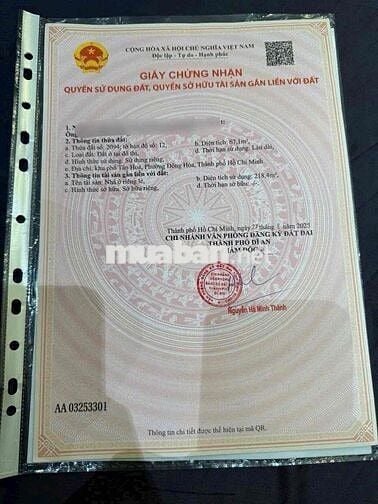 CỘNG HÒA XÃ HỘI CHỦ NGHĨA VIỆT NAM
Độc lập - Tự do - Hạnh phúc
GIẤY CHỨNG NHẬN
QUYỀN SỬ DỤNG ĐẤT, QUYỀN SỞ HỮU TÀI SẢN GẮN LIỀN VỚI ĐẤT
1. N
Ông
2. Thông tin thửa đất:
a. Thửa đất số: 2094; tờ bản đồ số: 12, b. Diện tích: 87,1m²,
c. Loại đất: Đất ở tại đô thị, d. Thời hạn sử dụng: Lâu dài,
đ. Hình thức sử dụng: Sử dụng riêng,
e. Địa chỉ: khu phố Tân Hòa, Phường Đông Hòa, Thành phố Hồ Chí Minh.
3. Thông tin tài sản gắn liền với đất:
a. Tên tài sản: Nhà ở riêng lẻ, b. Diện tích sử dụng: 218,4m²,
c. Hình thức sở hữu: Sở hữu riêng, d. Thời hạn sở hữu: -/-.
Thành phố Hồ Chí Minh, ngày 27 tháng
CHI NHÁNH VĂN PHÒNG ĐĂNG KÝ ĐẤT ĐAI
THÀNH PHỐ DĨ AN
GIÁM ĐỐC
muaban.net
Nguyễn Hà Minh Thành
AA 03253301
Thông tin chi tiết được thể hiện tại mã QR.